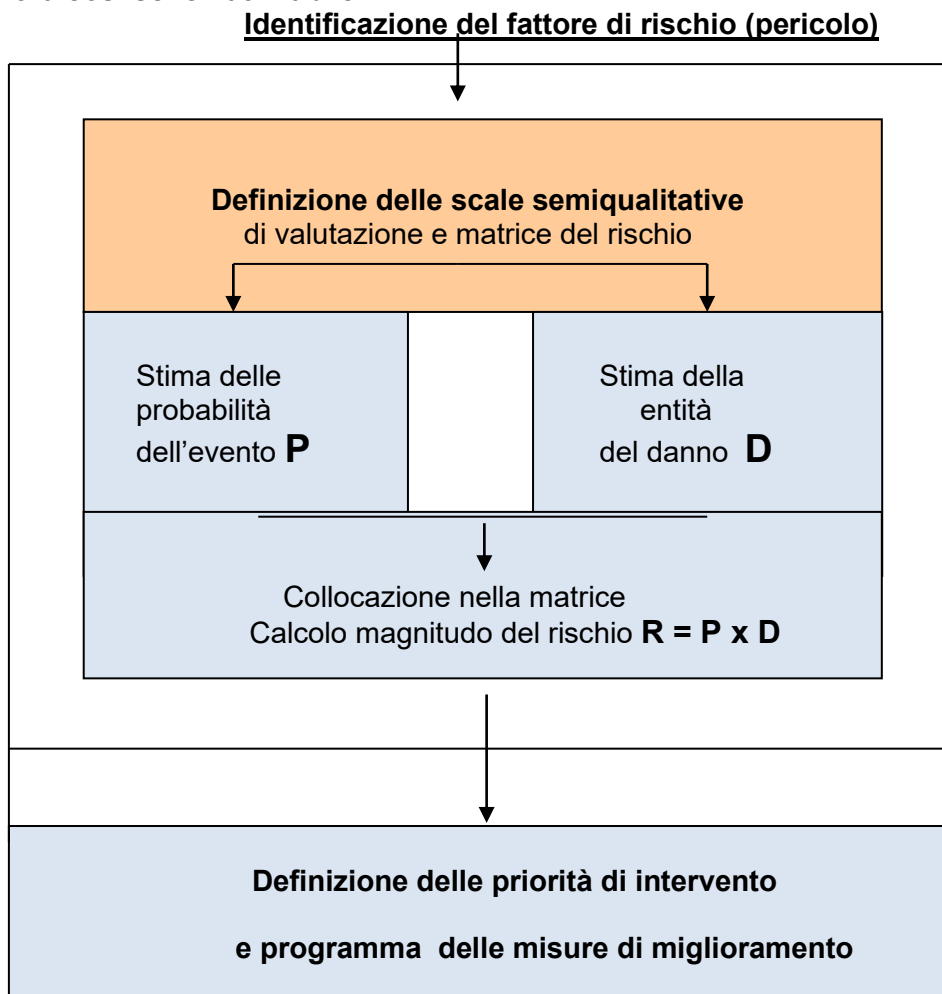 Identificazione del fattore di rischio (pericolo)
Definizione delle scale semiqualitative
di valutazione e matrice del rischio
Stima delle
probabilità
dell'evento P
Stima della
entità
del danno D
Collocazione nella matrice
Calcolo magnitudo del rischio R = P x D
Definizione delle priorità di intervento
e programma delle misure di miglioramento